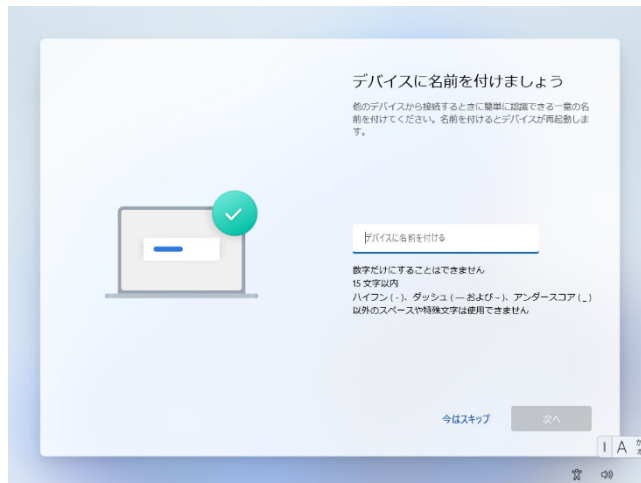 デバイスに名前を付けましょう
他のデバイスから接続するときに簡単に認識できる一意の名
前を付けてください。名前を付けるとデバイスが再起動しま
す。
デバイスに名前を付ける
数字だけにすることはできません
15 文字以内
ハイフン ( - )、ダッシュ ( — および – )、アンダースコア ( _ )
以外のスペースや特殊文字は使用できません
今はスキップ
次へ
A